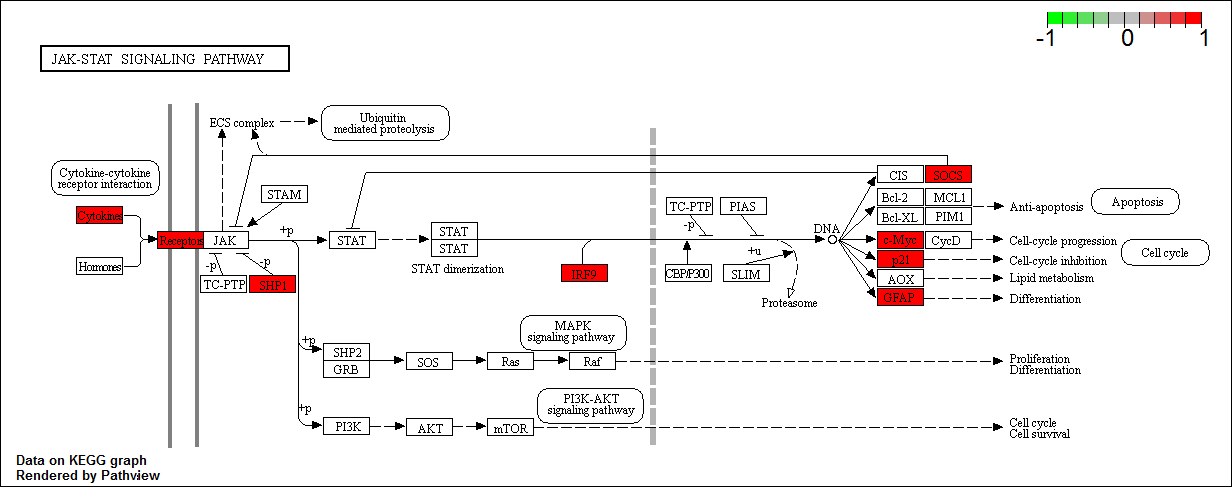 -1 0 1
JAK-STAT SIGNALING PATHWAY
ECS complex
Ubiquitin
mediated proteolysis
Cytokine-cytokine
receptor interaction
STAM
CIS SOCS
Bcl-2 MCL1
Bcl-XL PIM1
Anti-apoptosis
Apoptosis
TC-PTP PIAS
-p
Cytokines
Receptors
JAK
+p
STAT
STAT
STAT
STAT dimerization
DNA
c-Myc CycD
Cell-cycle progression
p21
Cell-cycle inhibition
Cell cycle
Hormones
-p -p
TC-PTP SHP1
IRF9
CBP/P300
+u
SLIM
Proteasome
AOX
Lipid metabolism
GFAP
Differentiation
MAPK
signaling pathway
+p
SHP2
GRB
SOS
Ras
Raf
Proliferation
Differentiation
PI3K-AKT
signaling pathway
+p
PI3K
AKT
mTOR
Cell cycle
Cell survival
Data on KEGG graph
Rendered by Pathview